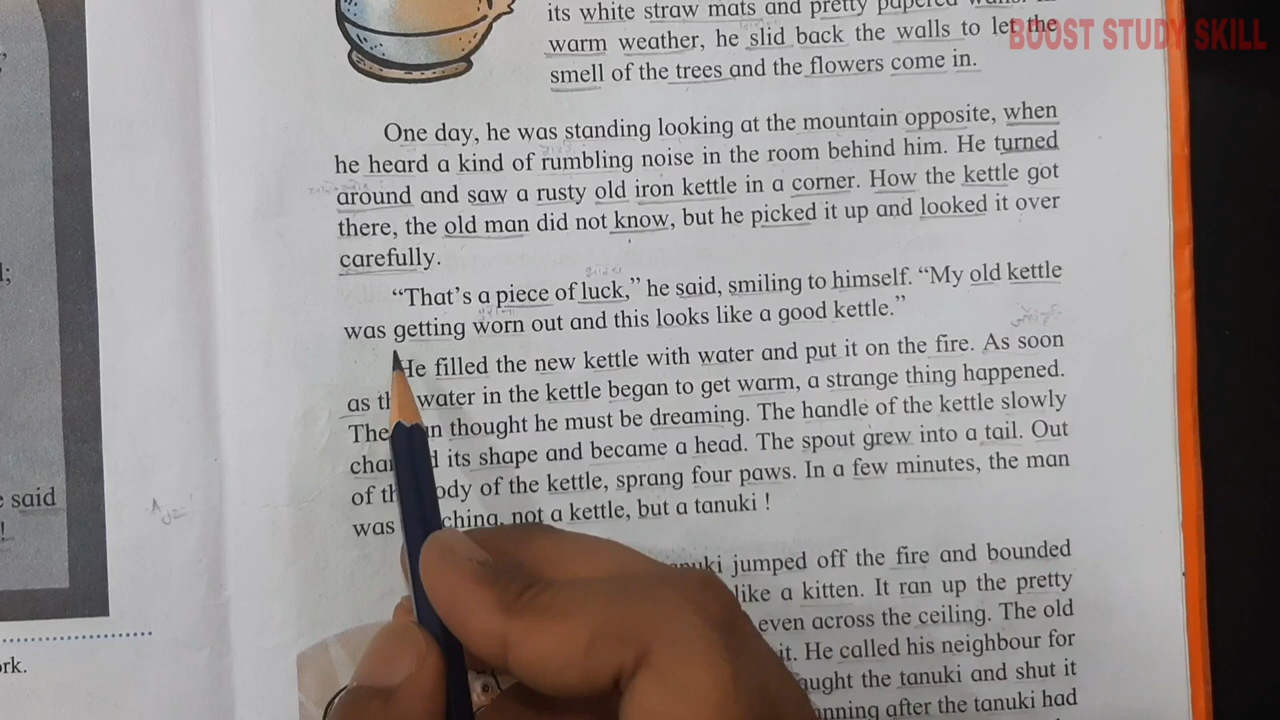 its white straw mats and pretty papered walls. In
BOOST STUDY SKILL
warm weather, he slid back the walls to let the
smell of the trees and the flowers come in.
One day, he was standing looking at the mountain opposite, when
he heard a kind of rumbling noise in the room behind him. He turned
around and saw a rusty old iron kettle in a corner. How the kettle got
there, the old man did not know, but he picked it up and looked it over
carefully.
“That’s a piece of luck,” he said, smiling to himself. “My old kettle
was getting worn out and this looks like a good kettle.”
He filled the new kettle with water and put it on the fire. As soon
as the water in the kettle began to get warm, a strange thing happened.
The man thought he must be dreaming. The handle of the kettle slowly
changed its shape and became a head. The spout grew into a tail. Out
of the body of the kettle, sprang four paws. In a few minutes, the man
was watching, not a kettle, but a tanuki !
said
tanuki jumped off the fire and bounded
like a kitten. It ran up the pretty
even across the ceiling. The old
it. He called his neighbour for
caught the tanuki and shut it
running after the tanuki had
rk.